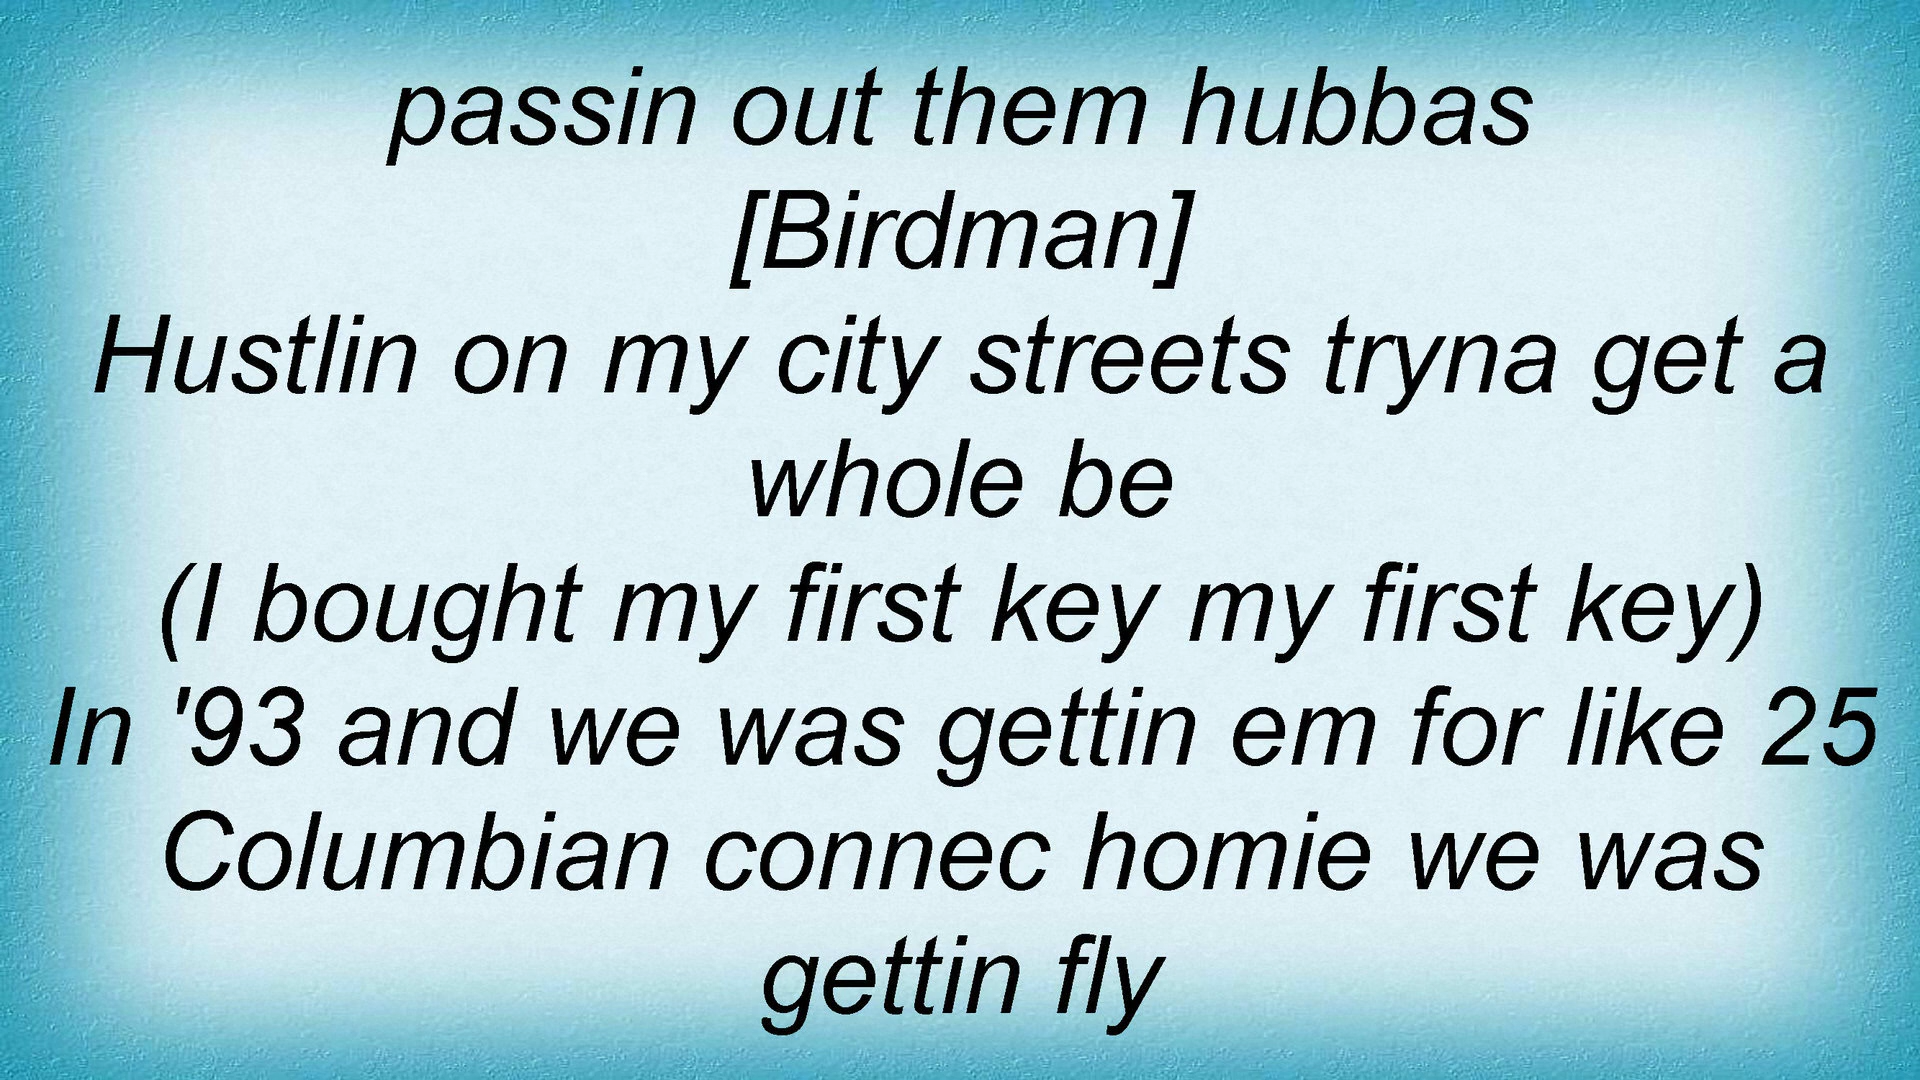 passin out them hubbas
[Birdman]
Hustlin on my city streets tryna get a
whole be
(I bought my first key my first key)
In '93 and we was gettin em for like 25
Columbian connec homie we was
gettin fly